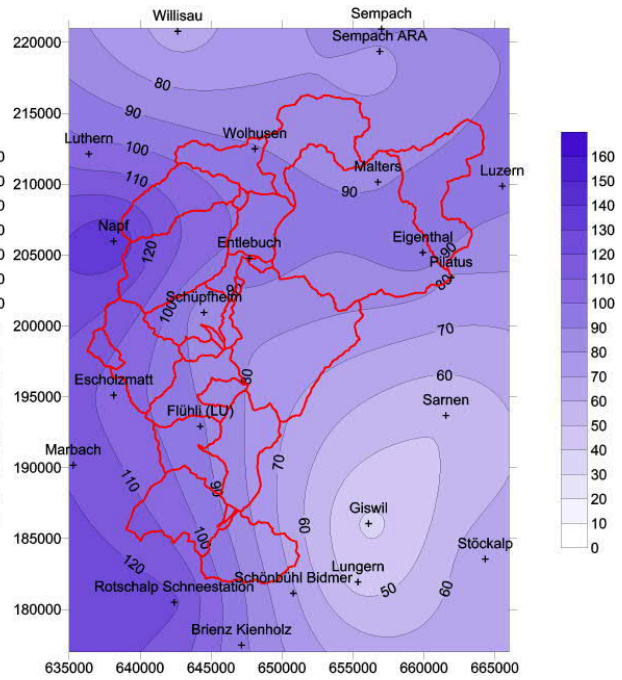 Willisau
Sempach
220000
Sempach ARA
80
215000
90
Wolhusen
Luthern
100
160
Malters
160
110
90
Luzern
150
210000
140
Napf
130
120
Entlebuch
Eigenthal
90
120
205000
Pilatus
110
80
80
100
100
Schüpfheim
90
200000
70
80
70
60
60
Escholzmatt
80
Sarnen
50
195000
Flühli (LU)
40
30
Marbach
70
20
190000
110
90
10
Giswil
0
60
100
185000
Stöckalp
120
Lungern
Rotschalp Schneestation
Schönbühl Bidmer
50
60
180000
Brienz Kienholz
635000 640000 645000 650000 655000 660000 665000